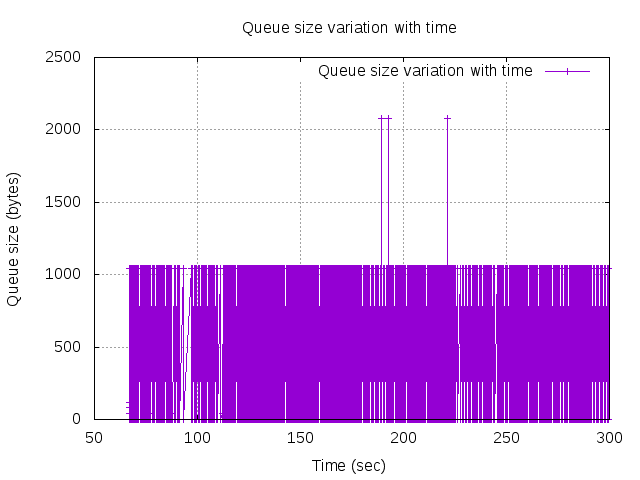 Queue size variation with time
Queue size variation with time
2500
2000
1500
1000
500
0
Queue size (bytes)
50 100 150 200 250 300
Time (sec)